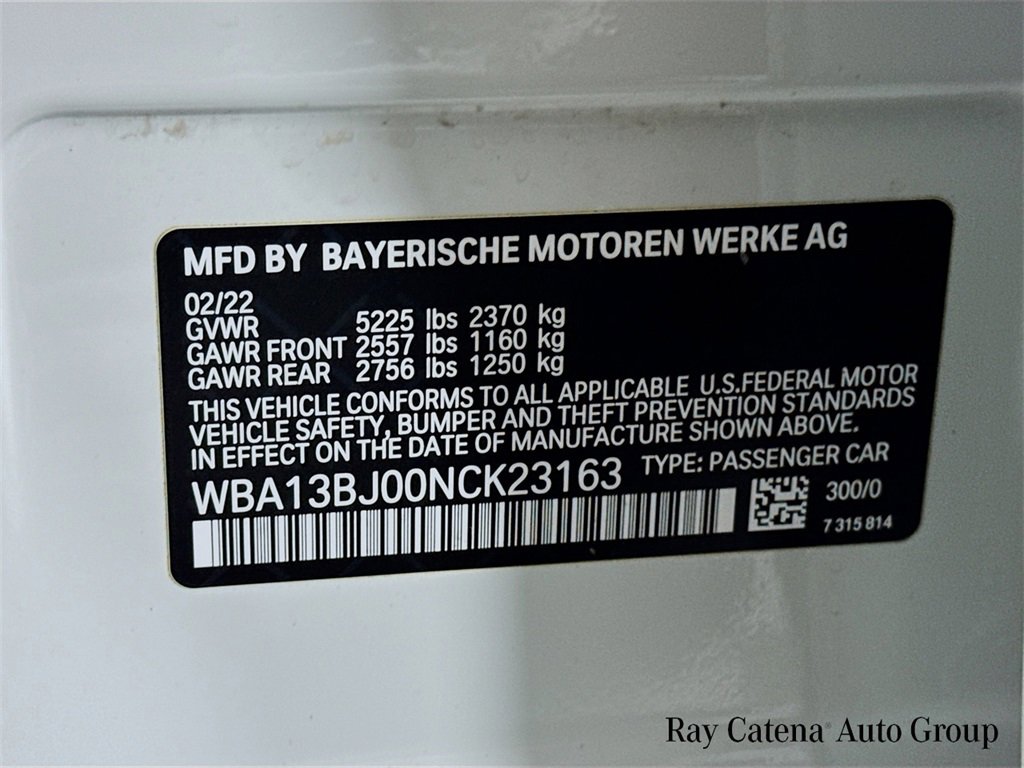 MFD BY BAYERISCHE MOTOREN WERKE AG
02/22
GVWR 5225 lbs 2370 kg
GAWR FRONT 2557 lbs 1160 kg
GAWR REAR 2756 lbs 1250 kg
THIS VEHICLE CONFORMS TO ALL APPLICABLE U.S.FEDERAL MOTOR
VEHICLE SAFETY, BUMPER AND THEFT PREVENTION STANDARDS
IN EFFECT ON THE DATE OF MANUFACTURE SHOWN ABOVE.
WBA13BJ00NCK23163 TYPE: PASSENGER CAR
300/0
7 315 814
Ray Catena® Auto Group